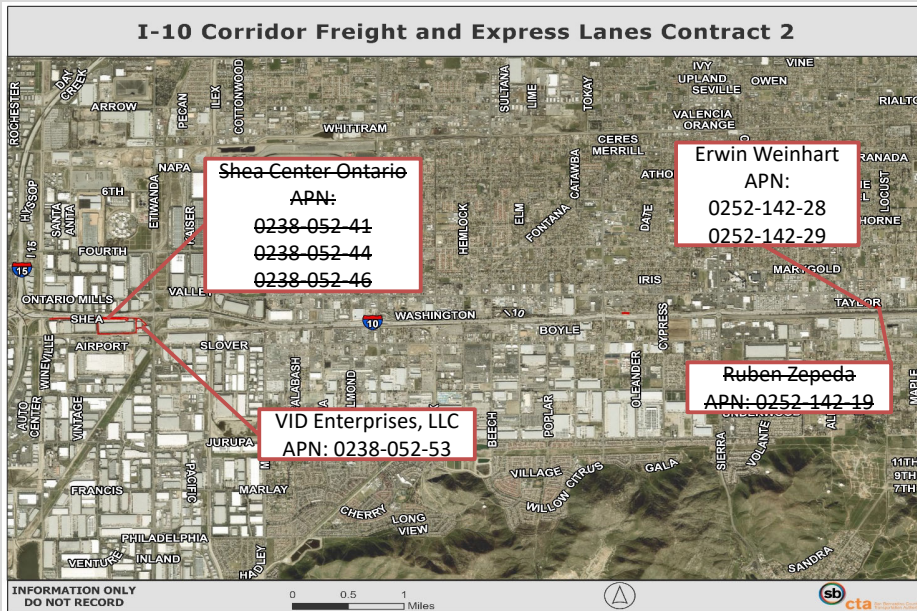 I-10 Corridor Freight and Express Lanes Contract 2
ROCHESTER
DAY CREEK
ARROW
PECAN
ILEX
COTTONWOOD
WHITTRAM
SULTANA
LIME
TOKAY
IVY
VINE
UPLAND
OWEN
SEVILLE
VALENCIA
ORANGE
CERES
MERRILL
NAPA
6TH
HYSSOP
I15
SANTA ANITA
ETIWANDA
KAISER
FOURTH
15
Shea Center Ontario
APN:
0238-052-41
0238-052-44
0238-052-46
HEMLOCK
ELM
FONTANA
CATAWBA
DATE
Erwin Weinhart
APN:
0252-142-28
0252-142-29
LOCUST
IRIS
MARYGOLD
TAYLOR
ONTARIO MILLS
VALLEY
SHEA
AIRPORT
SLOVER
10
WASHINGTON
I10
BOYLE
CYPRESS
OLEANDER
WINEVILLE
AUTO CENTER
VINTAGE
Ruben Zepeda
APN: 0252-142-19
MAPLE
VID Enterprises, LLC
APN: 0238-052-53
BEECH
POPLAR
SIERRA
VOLANTE
JURUPA
PACIFIC
MARLAY
FRANCIS
VILLAGE
WILLOW
CITRUS
GALA
11TH
9TH
7TH
CHERRY
LONG VIEW
PHILADELPHIA
VENTURE
INLAND
HADLEY
SANDRA
INFORMATION ONLY
DO NOT RECORD
0 0.5 1
Miles
sb
cta